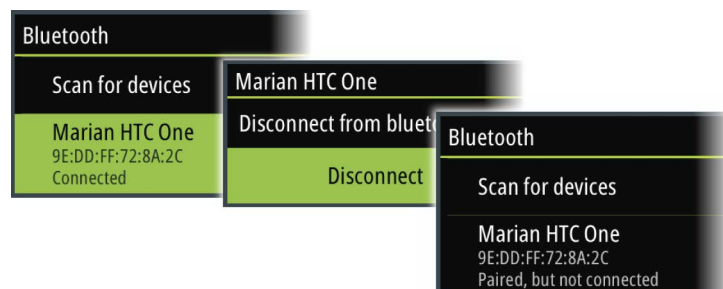 Bluetooth
Scan for devices
Marian HTC One
9E:DD:FF:72:8A:2C
Connected
Marian HTC One
Disconnect from
Disconnect
Bluetooth
Scan for devices
Marian HTC One
9E:DD:FF:72:8A:2C
Paired, but not connected